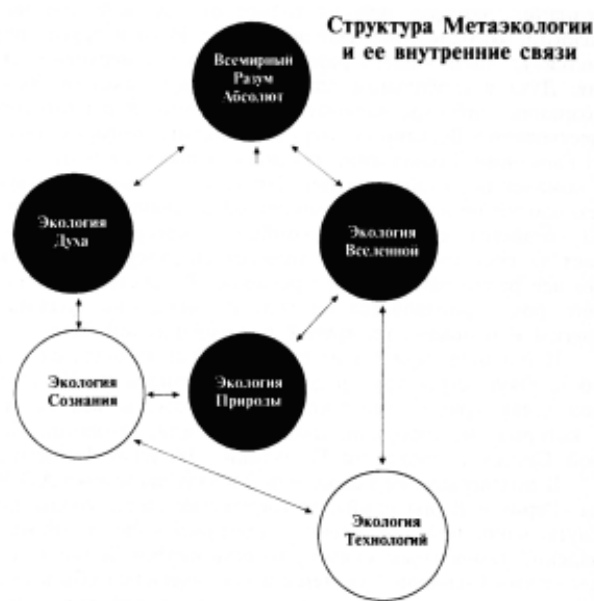 Структура Метаэкологии
и ее внутренние связи
Всемирный
Разум
Абсолют
Экология
Духа
Экология
Вселенной
Экология
Сознания
Экология
Природы
Экология
Технологий